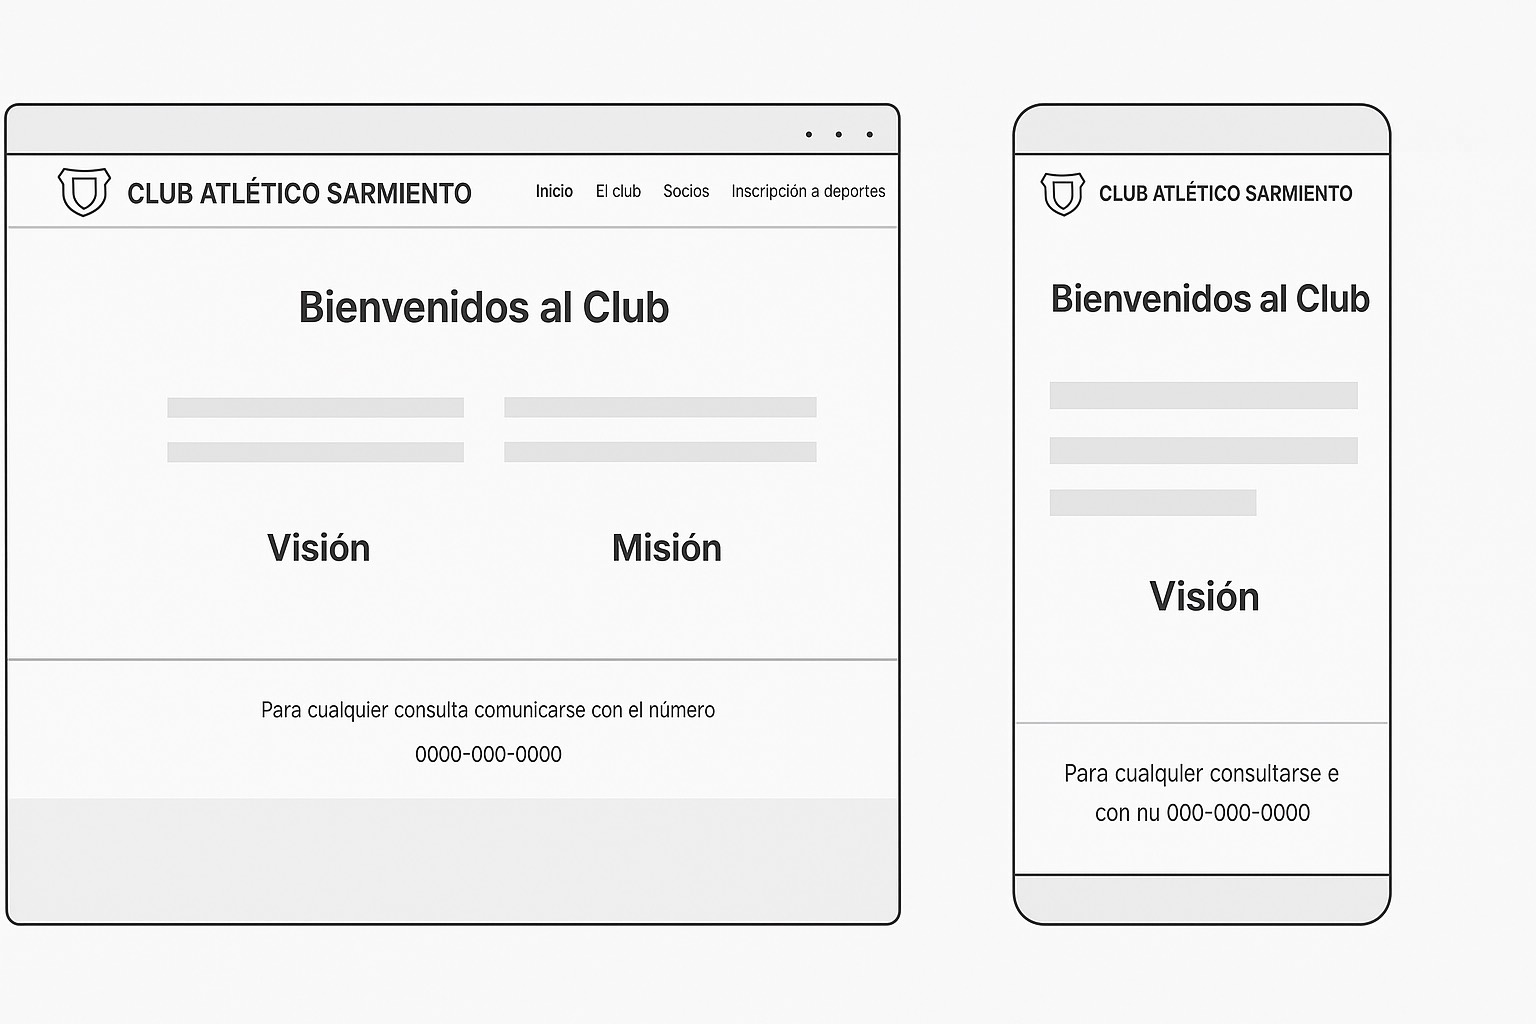 CLUB ATLÉTICO SARMIENTO
Inicio El club Socios Inscripción a deportes
Bienvenidos al Club
Visión
Misión
Para cualquier consulta comunicarse con el número
0000-000-0000
CLUB ATLÉTICO SARMIENTO
Bienvenidos al Club
Visión
Para cualquler consultarse e
con nu 000-000-0000